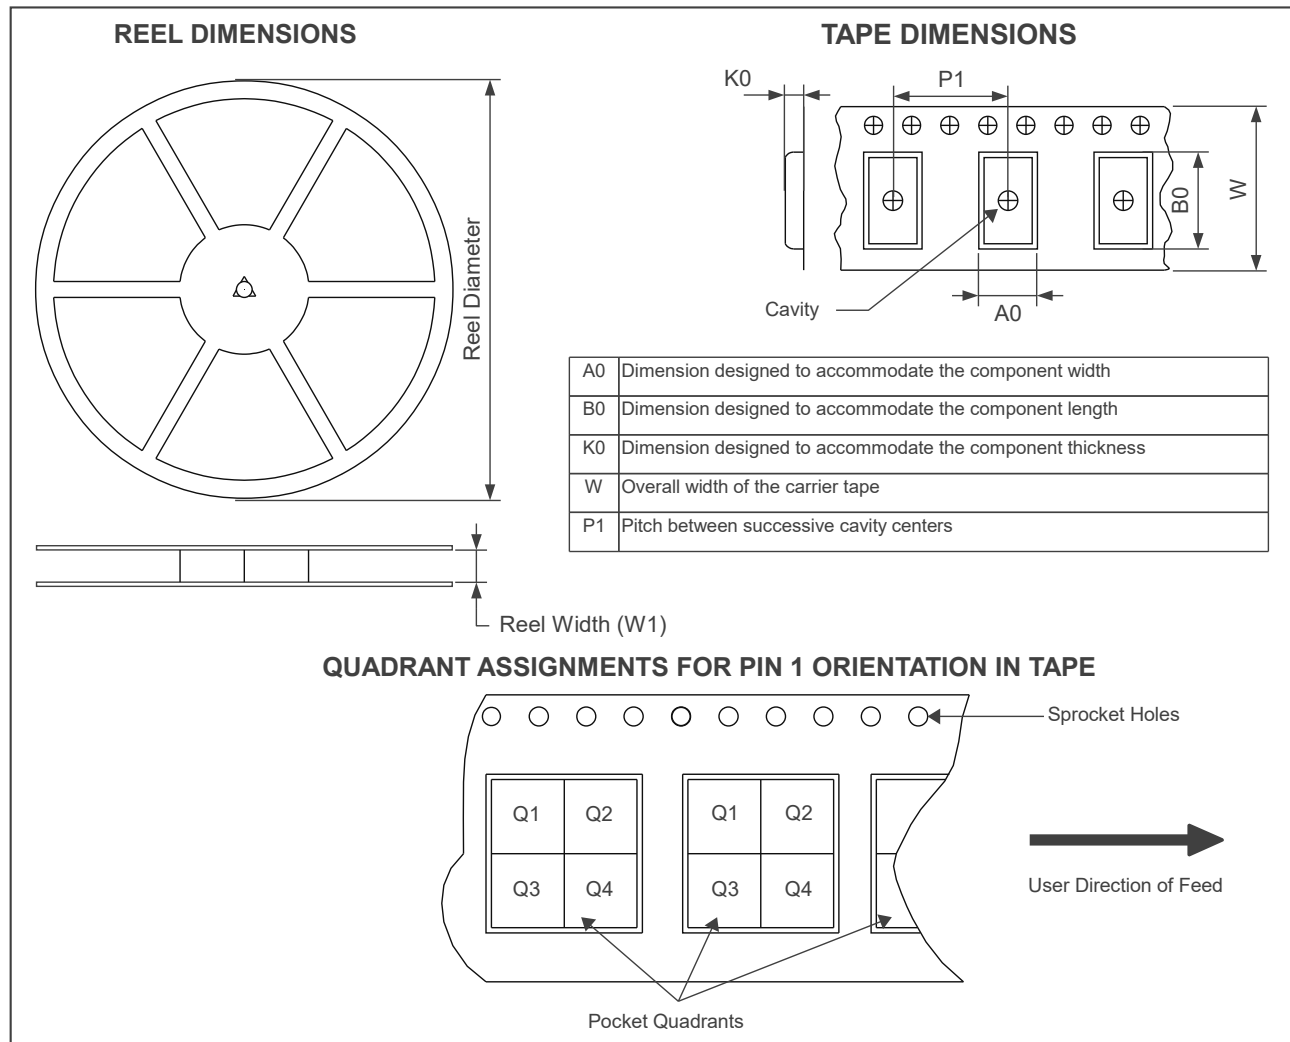 REEL DIMENSIONS
TAPE DIMENSIONS
K0
P1
Reel Diameter
B0
W
Cavity
A0
A0 Dimension designed to accommodate the component width
B0 Dimension designed to accommodate the component length
K0 Dimension designed to accommodate the component thickness
W Overall width of the carrier tape
P1 Pitch between successive cavity centers
Reel Width (W1)
QUADRANT ASSIGNMENTS FOR PIN 1 ORIENTATION IN TAPE
Sprocket Holes
Q1 Q2 Q1 Q2
Q3 Q4 Q3 Q4
User Direction of Feed
Pocket Quadrants